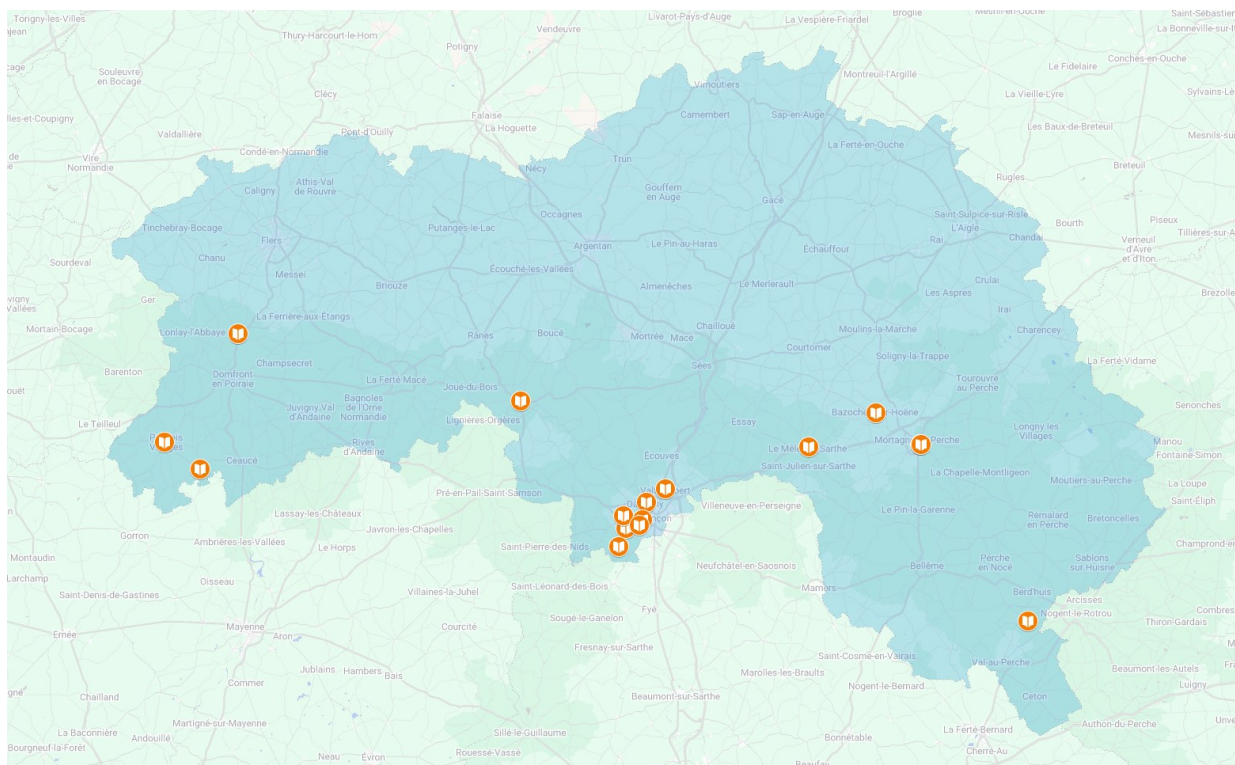 Torigny-les-Villes
Thury-Harcourt-le-Hom
Potigny
Vendeuvre
Livarot-Pays-d'Auge
La Vespière-Friardel
Broglie
Saint-Sébastien
La Bonneville-sur-It
Souleuvre
en Bocage
Clécy
Vimoutiers
Montreuil-l'Argillé
Le Fidelaire
Conches-en-Ouche
La Vieille-Lyre
Sylvains-Lé
lles-et-Coupigny
Valdallière
Pont-d'Ouilly
Falaise
La Hoguette
Camembert
Sap-en-Auge
Les Baux-de-Breteuil
Mesnils-sur
Vire
Normandie
Condé-en-Normandie
Nécy
Trun
La Ferté-en-Ouche
Rugles
Breteuil
Caligny
Athis-Val
de Rouvre
Gouffern
en Auge
Gacé
Saint-Sulpice-sur-Risle
L'Aigle
Bourth
Piseux
Tinchebray-Bocage
Flers
Putanges-le-Lac
Occagnes
Argentan
Le Pin-au-Haras
Échauffour
Rai
Chandai
Verneuil
d'Avre
et d'Iton
Tillières-sur-A
Sourdeval
Chanu
Messei
Écouché-les-Vallées
Ger
Briouze
Almenêches
Le Merlerault
Les Aspres
Crulai
Irai
Brezolle
Mortain-Bocage
Lonlay-l'Abbaye
La Ferrière-aux-Étangs
Rânes
Boucé
Mortrée
Macé
Chailloué
Moulins-la-Marche
Charencey
Barenton
Champsecret
Courtomer
Soligny-la-Trappe
La Ferté-Vidame
Domfront
en Poiraie
La Ferté Macé
Joué-du-Bois
Sées
Tourouvre
au Perche
Senonches
Le Teilleul
Juvigny Val
d'Andaine
Bagnoles
de l'Orne
Normandie
Lignières-Orgères
Essay
Longny les
Villages
Manou
Fontaine-Simon
Ceaucé
Rives
d'Andaine
Écouves
Saint-Julien-sur-Sarthe
La Chapelle-Montligeon
Moutiers-au-Perche
La Loupe
Saint-Éliph
Lassay-les-Châteaux
Pré-en-Pail-Saint-Samson
Villeneuve-en-Perseigne
Le Pin-la-Garenne
Rémalard
en Perche
Bretoncelles
Gorron
Ambrières-les-Vallées
Javron-les-Chapelles
Le Horps
Saint-Pierre-des-Nids
Champrond-en
Montaudin
Larchamp
Oisseau
Saint-Denis-de-Gastines
Saint-Léonard-des-Bois
Neufchâtel-en-Saosnois
Mamers
Bellême
Perche
en Nocé
Sablons
sur Huisne
Villaines-la-Juhel
Fyé
Berd'huis
Arcisses
Nogent-le-Rotrou
Combres
Thiron-Gardais
Ernée
Mayenne
Aron
Courcité
Sougé-le-Ganelon
Fresnay-sur-Sarthe
Saint-Cosme-en-Vairais
Val-au-Perche
Jublains
Hambers
Bais
Marolles-les-Braults
Nogent-le-Bernard
Beaumont-les-Autels
Luigny
Chailland
Commer
Beaumont-sur-Sarthe
Ceton
Martigné-sur-Mayenne
La Baconnière
Andouillé
Sillé-le-Guillaume
Bonnétable
La Ferté-Bernard
Authon-du-Perche
Bourgneuf-la-Forêt
Neau
Évron
Rouessé-Vassé
Cherré-Au